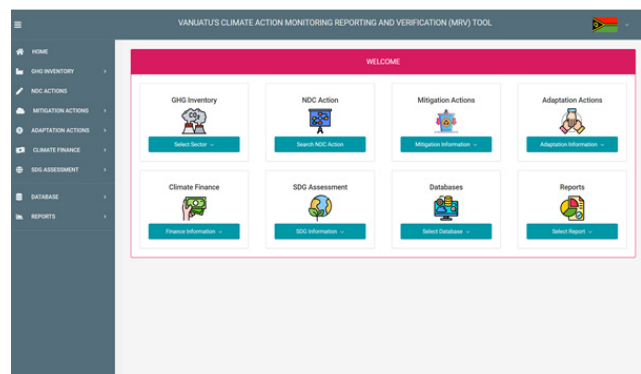 VANUATU'S CLIMATE ACTION MONITORING REPORTING AND VERIFICATION (MRV) TOOL
HOME
GHG INVENTORY
NDC ACTIONS
MITIGATION ACTIONS
ADAPTATION ACTIONS
CLIMATE FINANCE
SDG ASSESSMENT
DATABASE
REPORTS
WELCOME
GHG Inventory
CO₂
Select Sector
NDC Action
Search NDC Action
Mitigation Actions
Mitigation Information
Adaptation Actions
Adaptation Information
Climate Finance
Finance Information
SDG Assessment
SDG Information
Databases
Select Database
Reports
Select Report